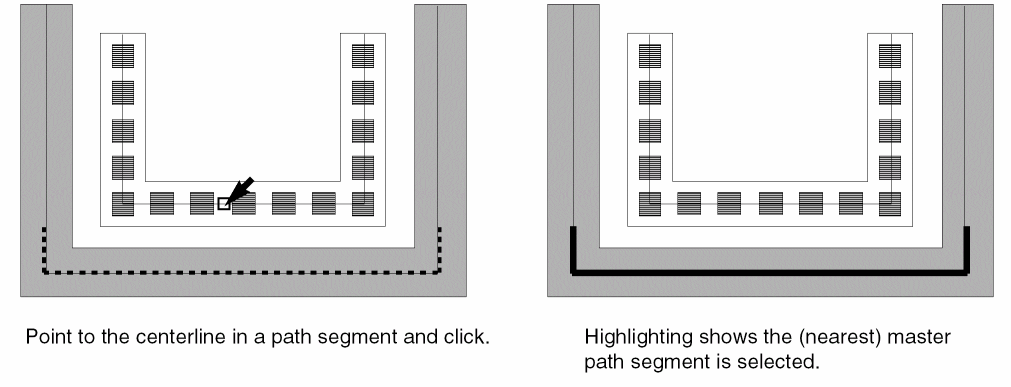 Point to the centerline in a path segment and click.
Highlighting shows the (nearest) master
path segment is selected.